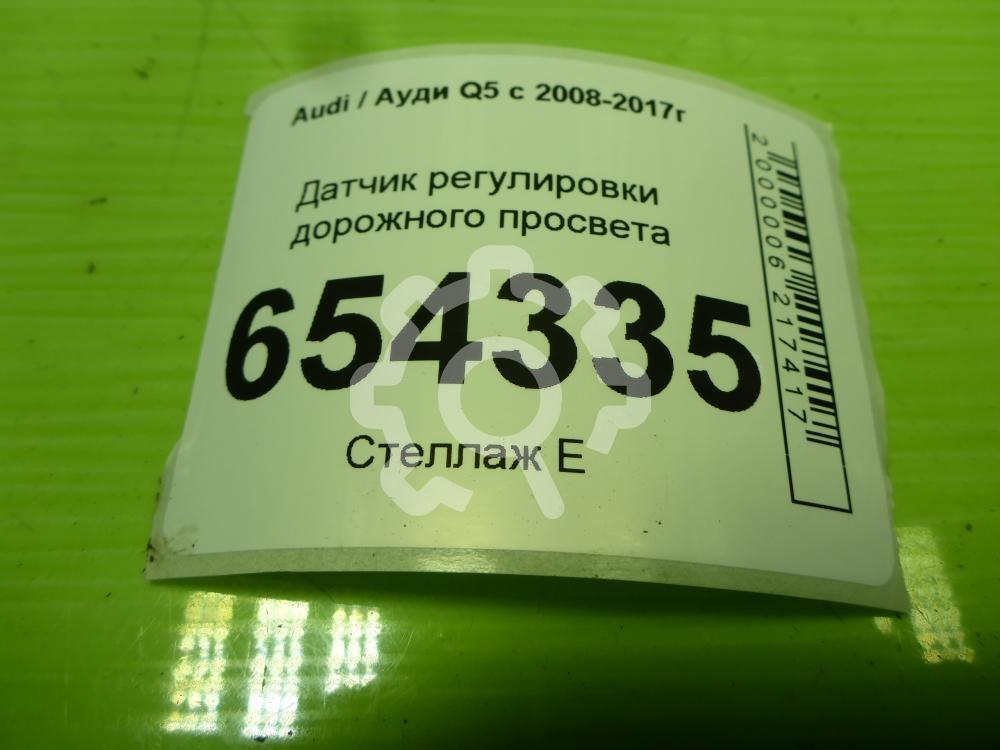 Audi / Ауди Q5 с 2008-2017г
Датчик регулировки
дорожного просвета
654335
Стеллаж Е
2000006217417